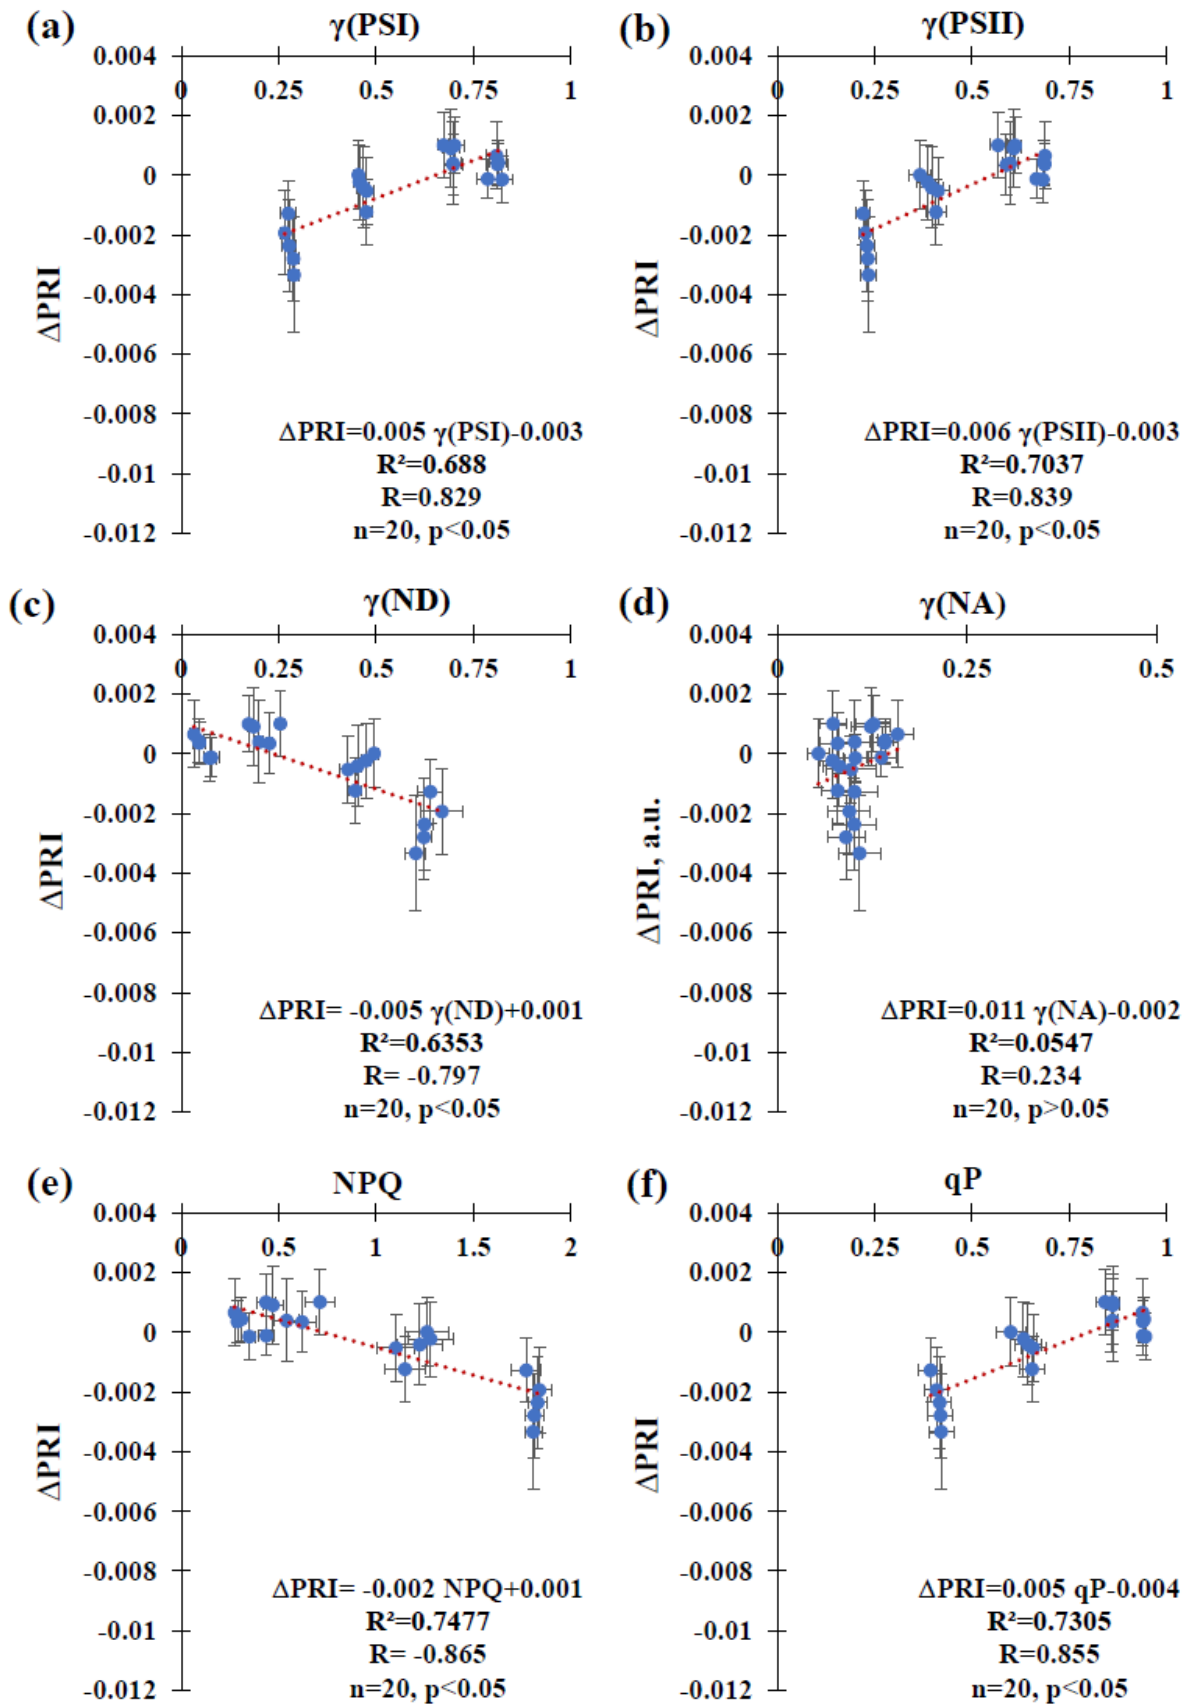 (a) γ(PSI)
0.004
0 0.25 0.5 0.75 1
0.002
0
-0.002
-0.004
-0.006
-0.008
-0.01
-0.012
ΔPRI
ΔPRI=0.005 γ(PSI)-0.003
R²=0.688
R=0.829
n=20, p<0.05
(b) γ(PSII)
0.004
0 0.25 0.5 0.75 1
0.002
0
-0.002
-0.004
-0.006
-0.008
-0.01
-0.012
ΔPRI
ΔPRI=0.006 γ(PSII)-0.003
R²=0.7037
R=0.839
n=20, p<0.05
(c) γ(ND)
0.004
0 0.25 0.5 0.75 1
0.002
0
-0.002
-0.004
-0.006
-0.008
-0.01
-0.012
ΔPRI
ΔPRI= -0.005 γ(ND)+0.001
R²=0.6353
R= -0.797
n=20, p<0.05
(d) γ(NA)
0.004
0 0.25 0.5
0.002
0
-0.002
-0.004
-0.006
-0.008
-0.01
-0.012
ΔPRI, a.u.
ΔPRI=0.011 γ(NA)-0.002
R²=0.0547
R=0.234
n=20, p>0.05
(e) NPQ
0.004
0 0.5 1 1.5 2
0.002
0
-0.002
-0.004
-0.006
-0.008
-0.01
-0.012
ΔPRI
ΔPRI= -0.002 NPQ+0.001
R²=0.7477
R= -0.865
n=20, p<0.05
(f) qP
0.004
0 0.25 0.5 0.75 1
0.002
0
-0.002
-0.004
-0.006
-0.008
-0.01
-0.012
ΔPRI
ΔPRI=0.005 qP-0.004
R²=0.7305
R=0.855
n=20, p<0.05